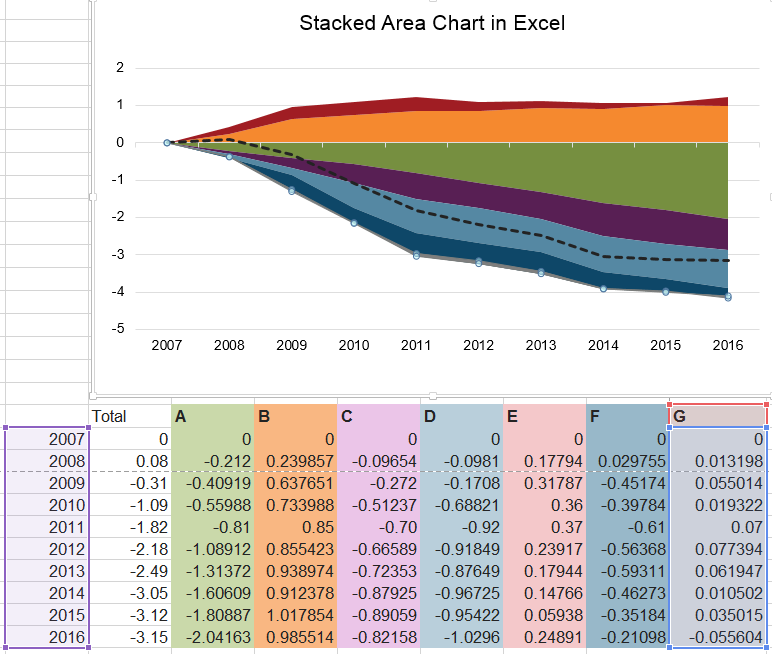 Stacked Area Chart in Excel
2
1
0
-1
-2
-3
-4
-5
2007 2008 2009 2010 2011 2012 2013 2014 2015 2016
Total A B C D E F G
2007 0 0 0 0 0 0 0 0
2008 0.08 -0.212 0.239857 -0.09654 -0.0981 0.17794 0.029755 0.013198
2009 -0.31 -0.40919 0.637651 -0.272 -0.1708 0.31787 -0.45174 0.055014
2010 -1.09 -0.55988 0.733988 -0.51237 -0.68821 0.36 -0.39784 0.019322
2011 -1.82 -0.81 0.85 -0.70 -0.92 0.37 -0.61 0.07
2012 -2.18 -1.08912 0.855423 -0.66589 -0.91849 0.23917 -0.56368 0.077394
2013 -2.49 -1.31372 0.938974 -0.72353 -0.87649 0.17944 -0.59311 0.061947
2014 -3.05 -1.60609 0.912378 -0.87925 -0.96725 0.14766 -0.46273 0.010502
2015 -3.12 -1.80887 1.017854 -0.89059 -0.95422 0.05938 -0.35184 0.035015
2016 -3.15 -2.04163 0.985514 -0.82158 -1.0296 0.24891 -0.21098 -0.055604